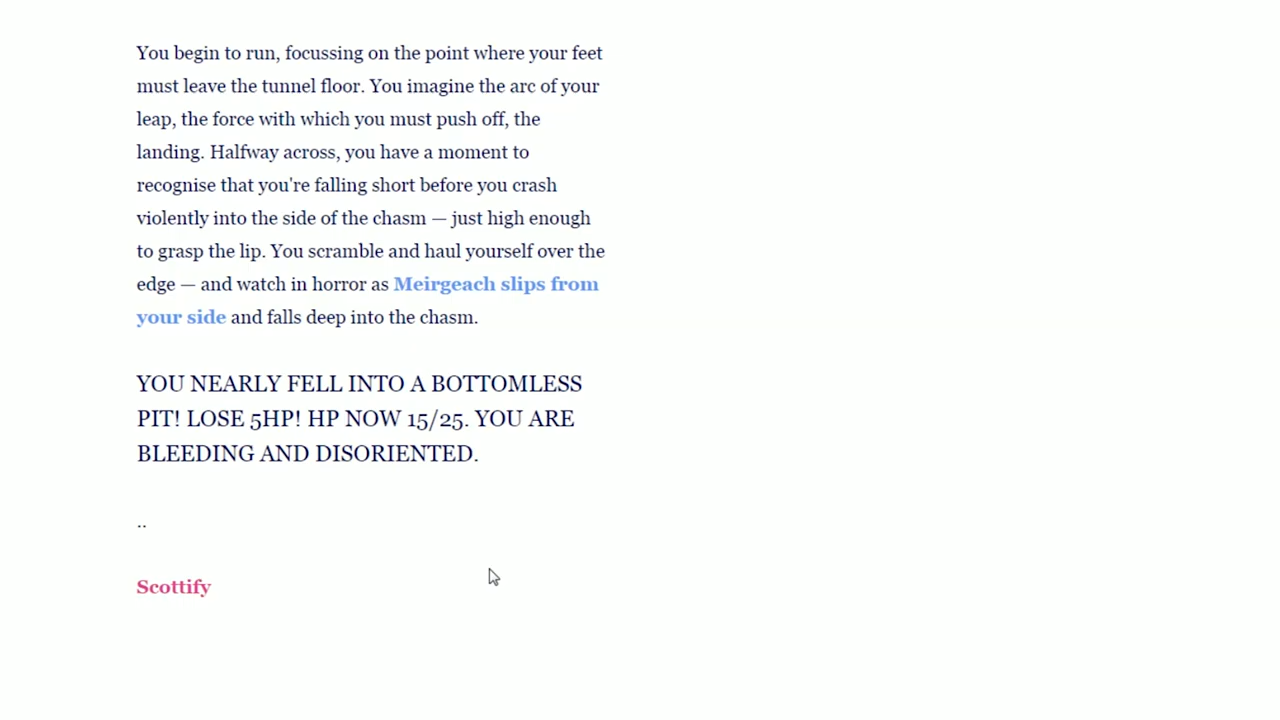 You begin to run, focussing on the point where your feet
must leave the tunnel floor. You imagine the arc of your
leap, the force with which you must push off, the
landing. Halfway across, you have a moment to
recognise that you're falling short before you crash
violently into the side of the chasm — just high enough
to grasp the lip. You scramble and haul yourself over the
edge — and watch in horror as Meirgeach slips from
your side and falls deep into the chasm.
YOU NEARLY FELL INTO A BOTTOMLESS
PIT! LOSE 5HP! HP NOW 15/25. YOU ARE
BLEEDING AND DISORIENTED.
..
Scottify